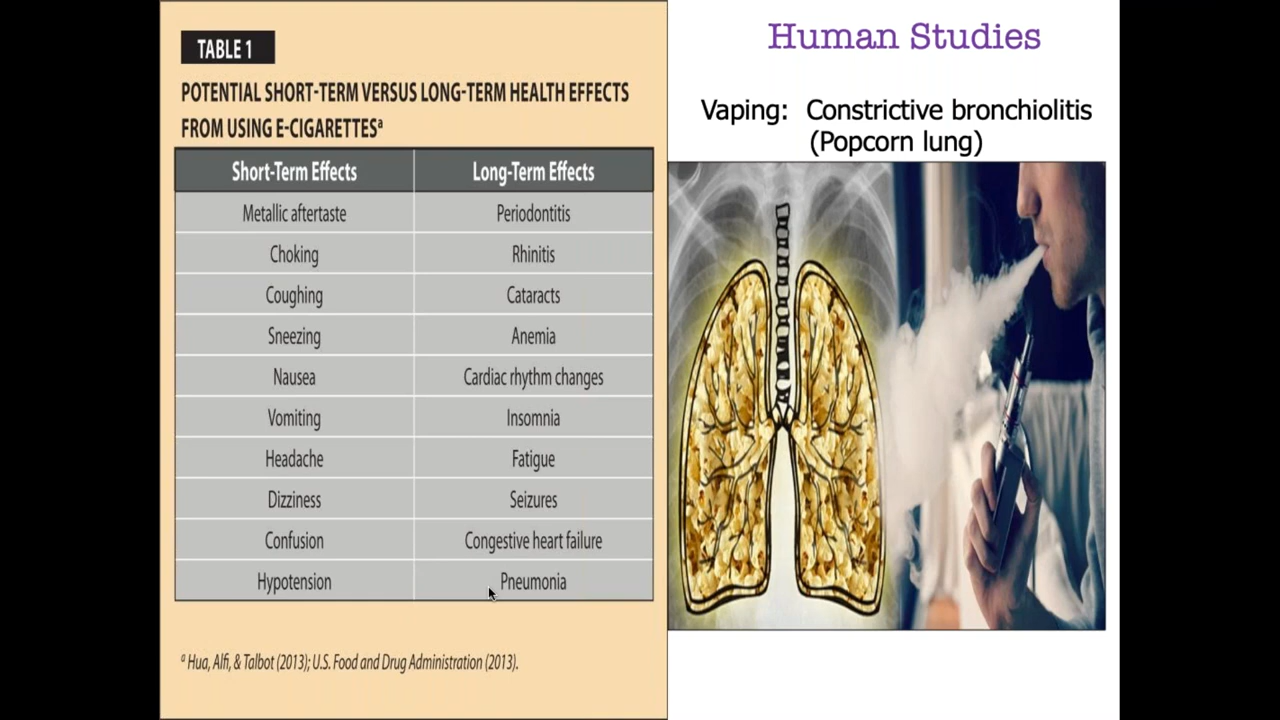 TABLE 1
POTENTIAL SHORT-TERM VERSUS LONG-TERM HEALTH EFFECTS
FROM USING E-CIGARETTESa
Short-Term Effects Long-Term Effects
Metallic aftertaste Periodontitis
Choking Rhinitis
Coughing Cataracts
Sneezing Anemia
Nausea Cardiac rhythm changes
Vomiting Insomnia
Headache Fatigue
Dizziness Seizures
Confusion Congestive heart failure
Hypotension Pneumonia
a Hua, Alfi, & Talbot (2013); U.S. Food and Drug Administration (2013).
Human Studies
Vaping: Constrictive bronchiolitis
(Popcorn lung)